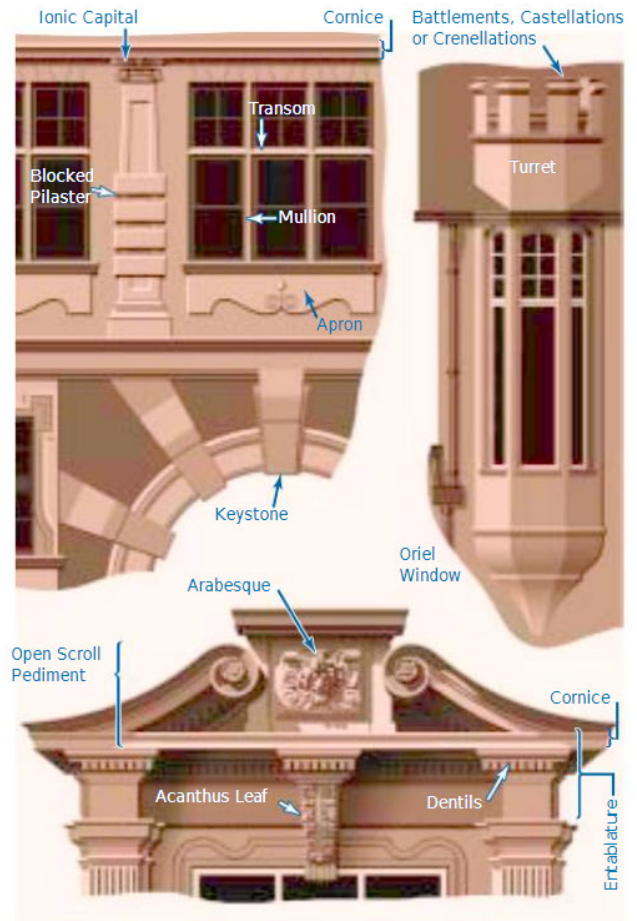 Ionic Capital
Cornice
Battlements, Castellations
or Crenellations
Transom
Turret
Blocked
Pilaster
Mullion
Apron
Keystone
Oriel
Window
Arabesque
Open Scroll
Pediment
Cornice
Acanthus Leaf
Dentils
Entablature